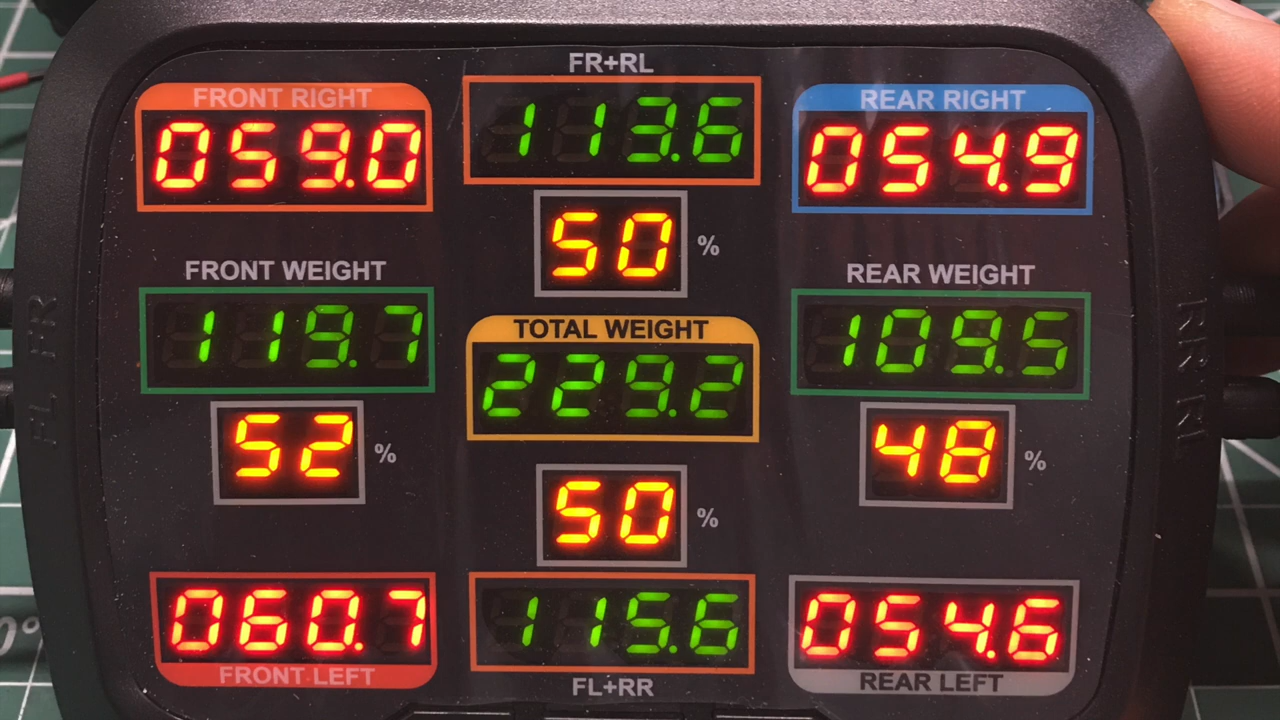 FR+RL
FRONT RIGHT
REAR RIGHT
059.0
113.6
054.9
50 %
FRONT WEIGHT
REAR WEIGHT
119.7
TOTAL WEIGHT
109.5
229.2
52 %
48 %
50 %
060.7
115.6
054.6
FRONT LEFT
FL+RR
REAR LEFT
FL FR
0°